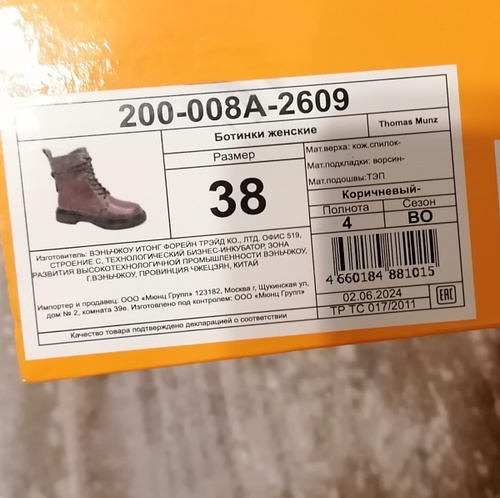 200-008A-2609
Ботинки женские
Thomas Munz
Размер
38
Мат.верха: кож.спилок-
Мат.подкладки: ворсин-
Мат.подошвы:ТЭП
Коричневый-
Полнота
Сезон
4
ВО
4 660184 881015
02.06.2024
ТР ТС 017/2011
EAC
Изготовитель: ВЭНЬЧЖОУ ИТОНГ ФОРЕЙН ТРЭЙД КО., ЛТД. ОФИС 519,
СТРОЕНИЕ С, ТЕХНОЛОГИЧЕСКИЙ БИЗНЕС-ИНКУБАТОР, ЗОНА
РАЗВИТИЯ ВЫСОКОТЕХНОЛОГИЧНОЙ ПРОМЫШЛЕННОСТИ ВЭНЬЧЖОУ,
Г.ВЭНЬЧЖОУ, ПРОВИНЦИЯ ЧЖЕЦЗЯН, КИТАЙ
Импортер и продавец: ООО «Мюнц Групп» 123182, Москва г, Щукинская ул,
дом № 2, комната 39е. Изготовлено под контролем: ООО «Мюнц Групп»
Качество товара подтверждено декларацией о соответствии